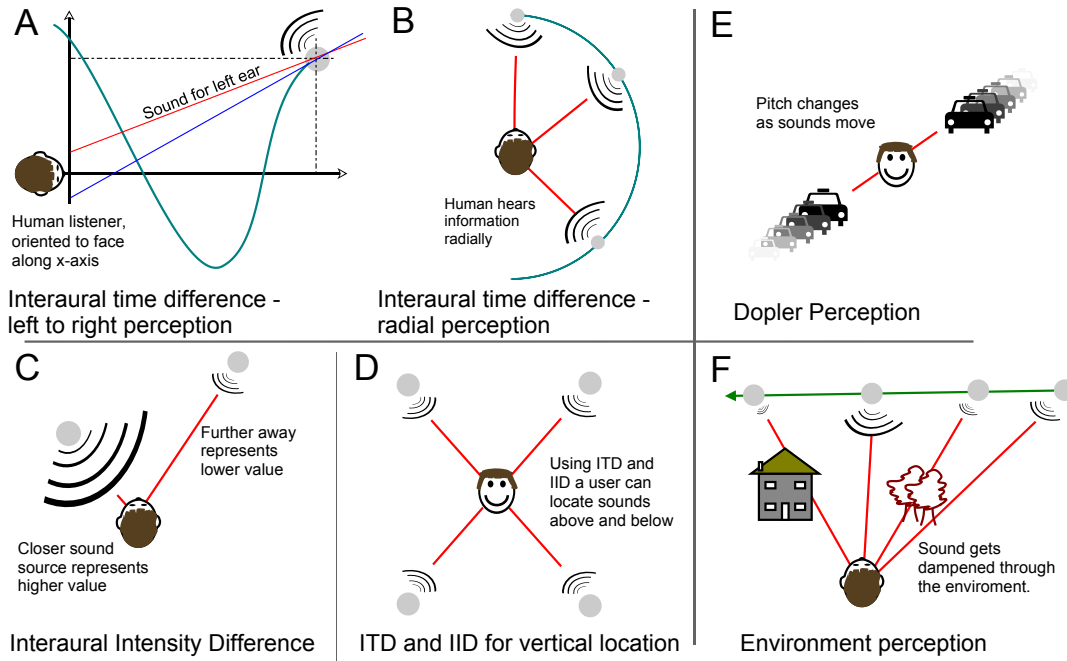 A
Sound for left ear
Human listener,
oriented to face
along x-axis
Interaural time difference -
left to right perception
B
Human hears
information
radially
Interaural time difference -
radial perception
E
Pitch changes
as sounds move
Dopler Perception
C
Further away
represents
lower value
Closer sound
source represents
higher value
Interaural Intensity Difference
D
Using ITD and
IID a user can
locate sounds
above and below
ITD and IID for vertical location
F
Sound gets
dampened through
the enviroment.
Environment perception